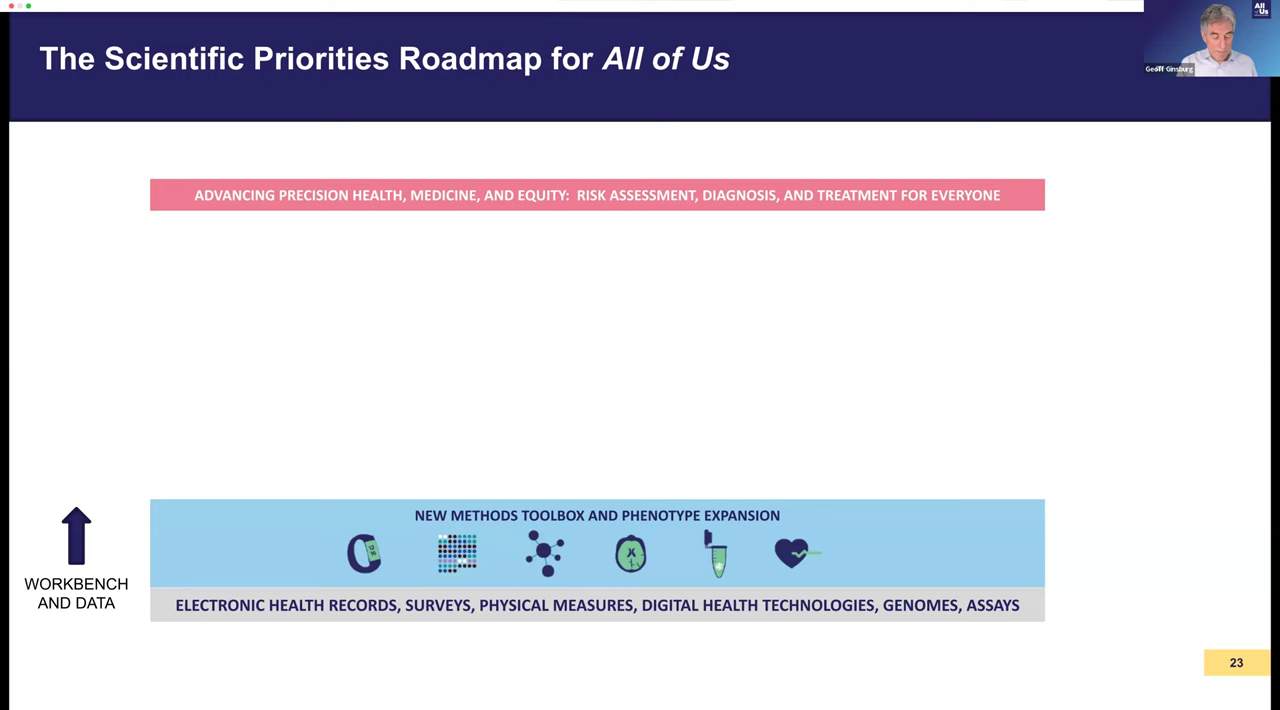 The Scientific Priorities Roadmap for All of Us
All
of Us
Geoff Ginsburg
ADVANCING PRECISION HEALTH, MEDICINE, AND EQUITY: RISK ASSESSMENT, DIAGNOSIS, AND TREATMENT FOR EVERYONE
NEW METHODS TOOLBOX AND PHENOTYPE EXPANSION
12
16
WORKBENCH
AND DATA
ELECTRONIC HEALTH RECORDS, SURVEYS, PHYSICAL MEASURES, DIGITAL HEALTH TECHNOLOGIES, GENOMES, ASSAYS
23